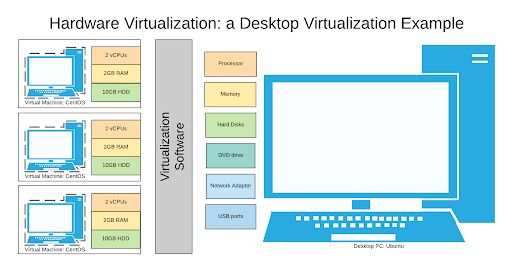 Hardware Virtualization: a Desktop Virtualization Example
2 vCPUs
2GB RAM
10GB HDD
Virtual Machine: CentOS
2 vCPUs
2GB RAM
10GB HDD
Virtual Machine: CentOS
2 vCPUs
2GB RAM
10GB HDD
Virtual Machine: CentOS
Virtualization
Software
Processor
Memory
Hard Disks
DVD drive
Network Adapter
USB ports
Desktop PC: Ubuntu